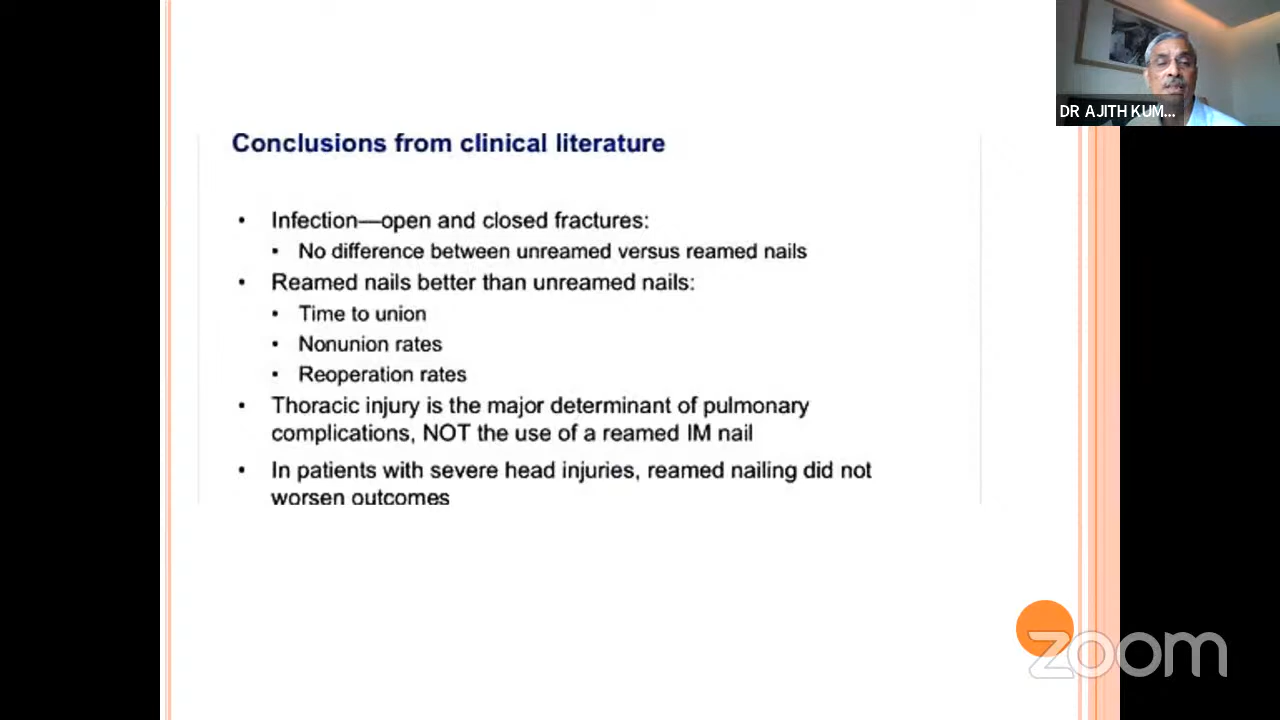 DR AJITH KUM...
Conclusions from clinical literature
• Infection—open and closed fractures:
• No difference between unreamed versus reamed nails
• Reamed nails better than unreamed nails:
• Time to union
• Nonunion rates
• Reoperation rates
• Thoracic injury is the major determinant of pulmonary
complications, NOT the use of a reamed IM nail
• In patients with severe head injuries, reamed nailing did not
worsen outcomes
zoom